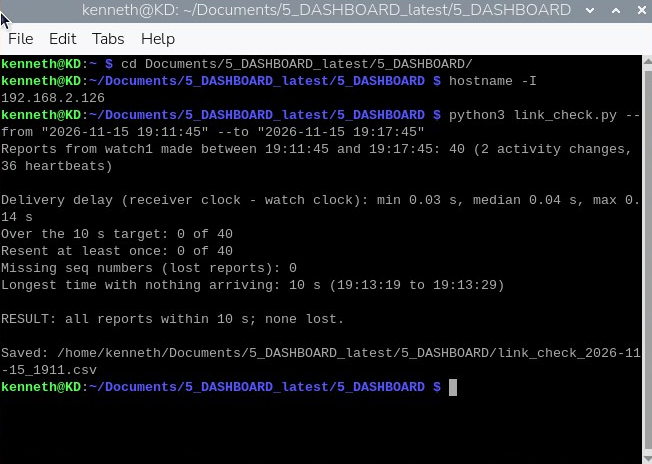 kenneth@KD: ~/Documents/5_DASHBOARD_latest/5_DASHBOARD
File Edit Tabs Help
kenneth@KD:~ $ cd Documents/5_DASHBOARD_latest/5_DASHBOARD/
kenneth@KD:~/Documents/5_DASHBOARD_latest/5_DASHBOARD $ hostname -I
192.168.2.126
kenneth@KD:~/Documents/5_DASHBOARD_latest/5_DASHBOARD $ python3 link_check.py --
from "2026-11-15 19:11:45" --to "2026-11-15 19:17:45"
Reports from watch1 made between 19:11:45 and 19:17:45: 40 (2 activity changes,
36 heartbeats)
Delivery delay (receiver clock - watch clock): min 0.03 s, median 0.04 s, max 0.
14 s
Over the 10 s target: 0 of 40
Resent at least once: 0 of 40
Missing seq numbers (lost reports): 0
Longest time with nothing arriving: 10 s (19:13:19 to 19:13:29)
RESULT: all reports within 10 s; none lost.
Saved: /home/kenneth/Documents/5_DASHBOARD_latest/5_DASHBOARD/link_check_2026-11
-15_1911.csv
kenneth@KD:~/Documents/5_DASHBOARD_latest/5_DASHBOARD $